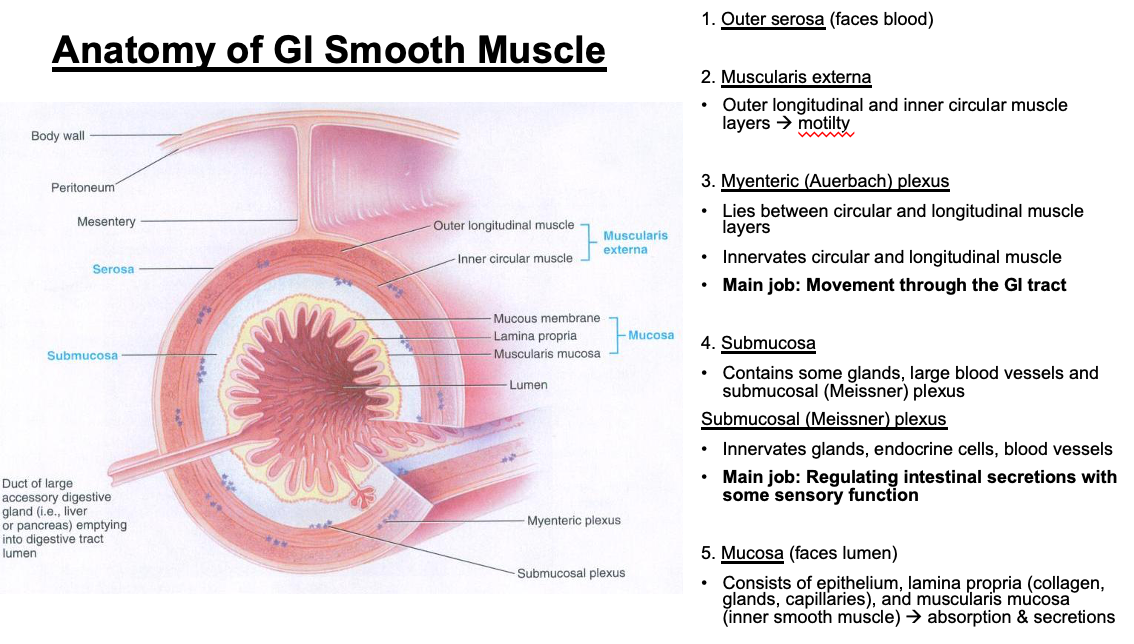 Anatomy of GI Smooth Muscle
Body wall
Peritoneum
Mesentery
Serosa
Submucosa
Duct of large
accessory digestive
gland (i.e., liver
or pancreas) emptying
into digestive tract
lumen
Outer longitudinal muscle
Inner circular muscle
Muscularis
externa
Mucous membrane
Lamina propria
Muscularis mucosa
Mucosa
Lumen
Myenteric plexus
Submucosal plexus
1. Outer serosa (faces blood)
2. Muscularis externa
• Outer longitudinal and inner circular muscle
layers → motilty
3. Myenteric (Auerbach) plexus
• Lies between circular and longitudinal muscle
layers
• Innervates circular and longitudinal muscle
• Main job: Movement through the GI tract
4. Submucosa
• Contains some glands, large blood vessels and
submucosal (Meissner) plexus
Submucosal (Meissner) plexus
• Innervates glands, endocrine cells, blood vessels
• Main job: Regulating intestinal secretions with
some sensory function
5. Mucosa (faces lumen)
• Consists of epithelium, lamina propria (collagen,
glands, capillaries), and muscularis mucosa
(inner smooth muscle) → absorption & secretions